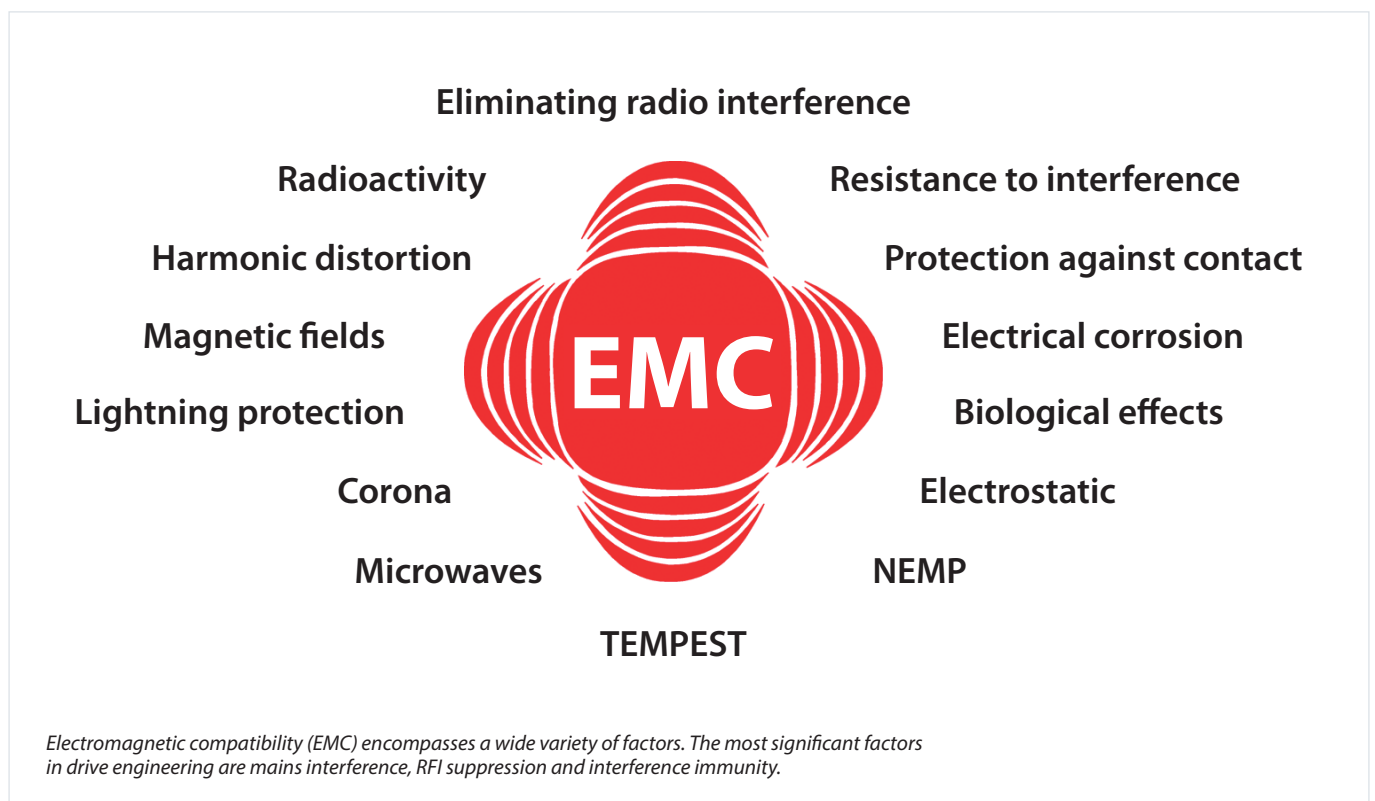 Eliminating radio interference
Radioactivity
Resistance to interference
Harmonic distortion
Protection against contact
Magnetic fields
EMC
Electrical corrosion
Lightning protection
Biological effects
Corona
Electrostatic
Microwaves
NEMP
TEMPEST
Electromagnetic compatibility (EMC) encompasses a wide variety of factors. The most significant factors
in drive engineering are mains interference, RFI suppression and interference immunity.